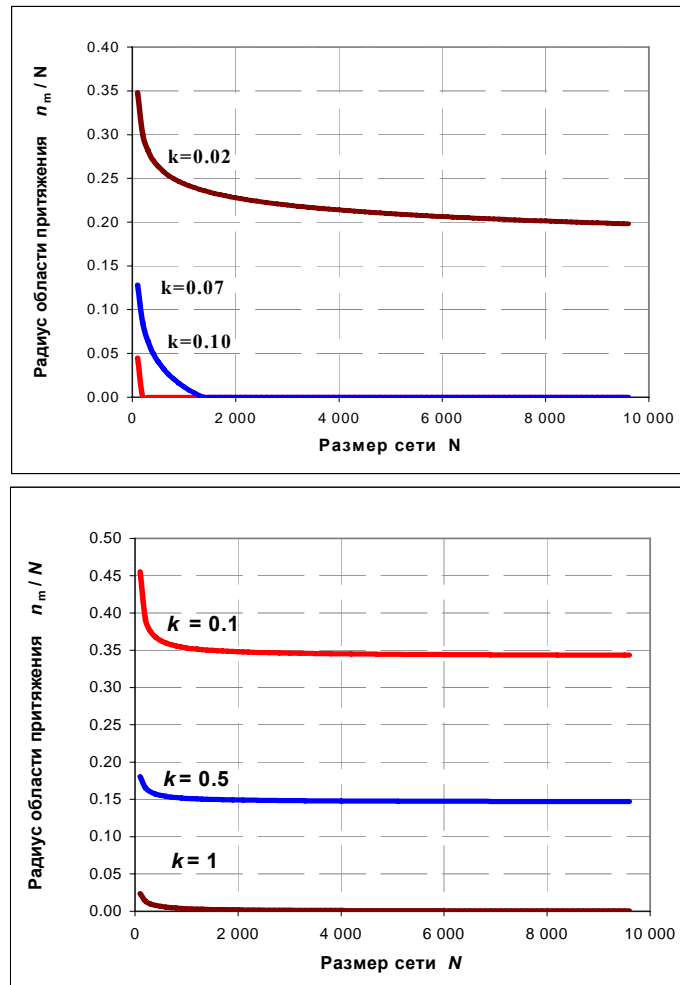 0.40
0.35
0.30
0.25
0.20
0.15
0.10
0.05
0.00
Радиус области притяжения n_m / N
k=0.02
k=0.07
k=0.10
0 2 000 4 000 6 000 8 000 10 000
Размер сети N
0.50
0.45
0.40
0.35
0.30
0.25
0.20
0.15
0.10
0.05
0.00
Радиус области притяжения n_m / N
k = 0.1
k = 0.5
k = 1
0 2 000 4 000 6 000 8 000 10 000
Размер сети N